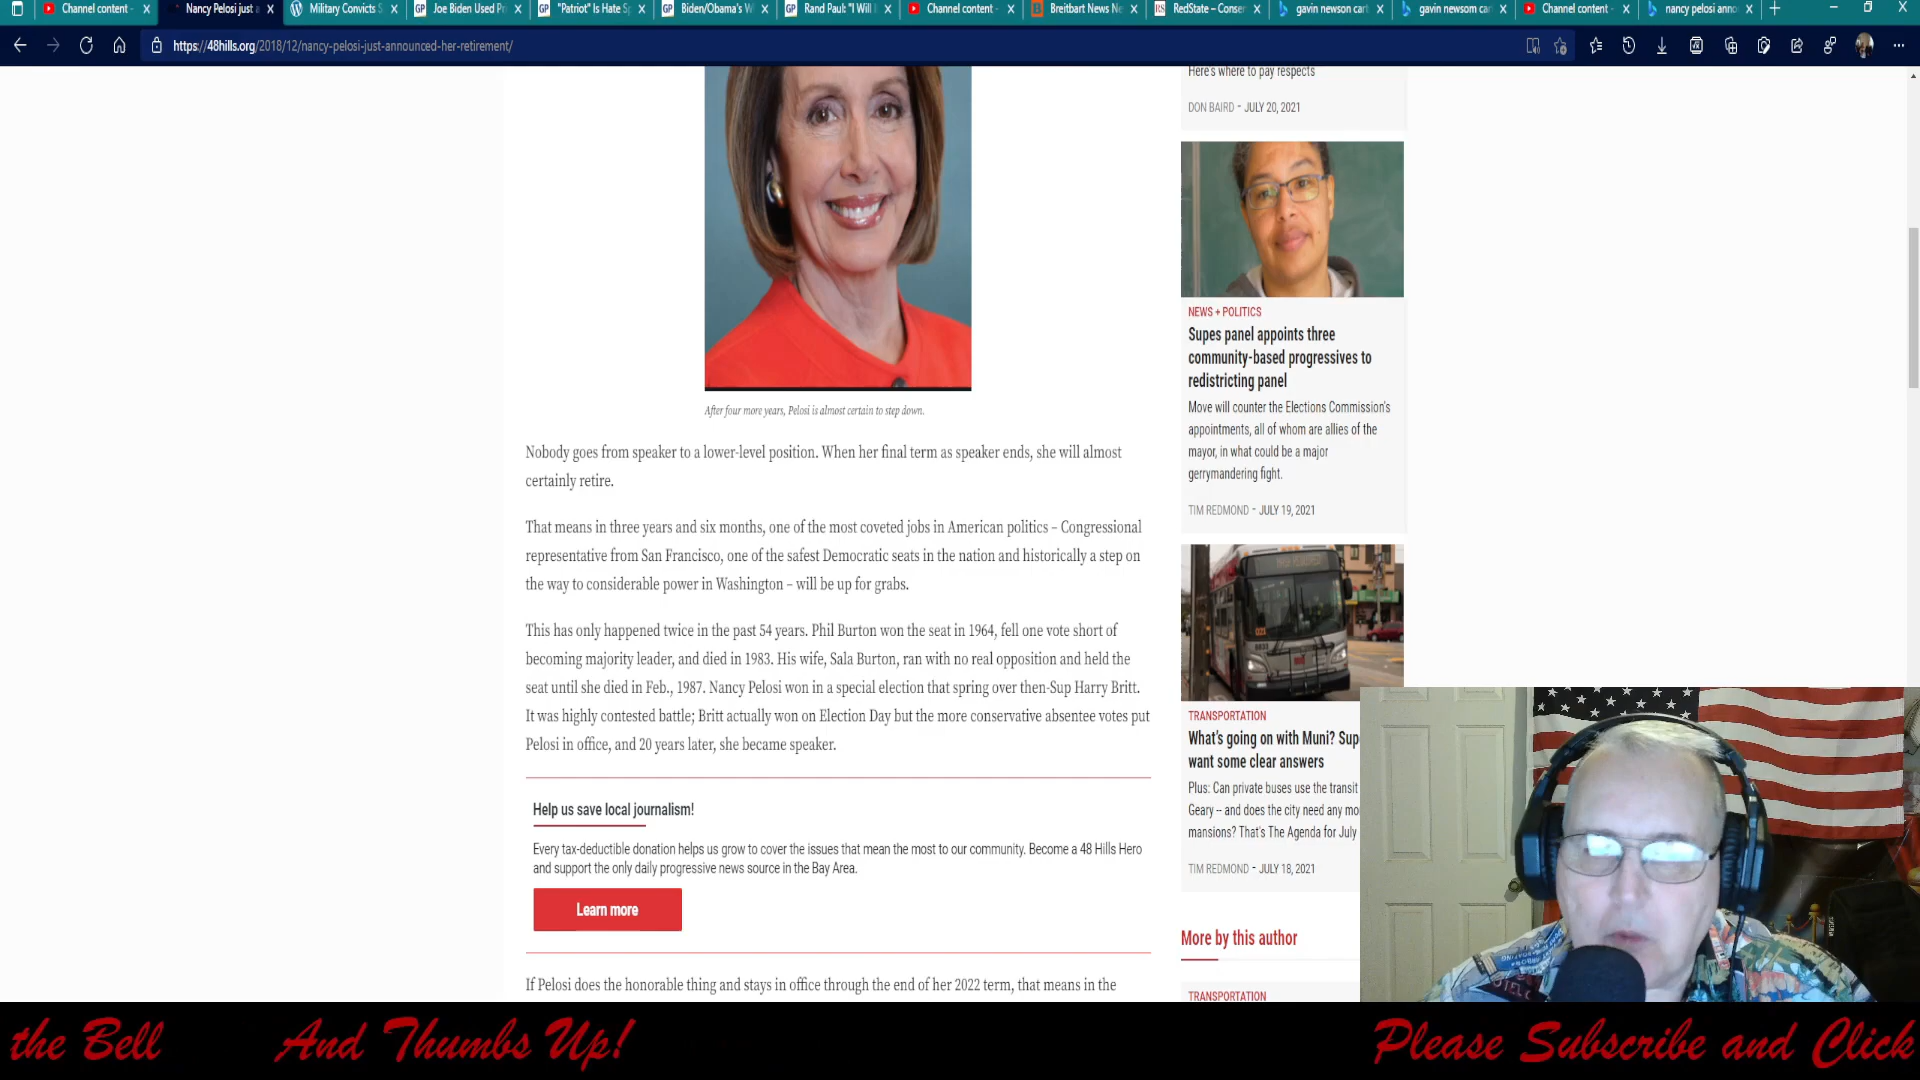 Channel content -
Nancy Pelosi just a
Military Convicts S
GP Joe Biden Used Pr
GP "Patriot" Is Hate Sp
GP Biden/Obama's W
GP Rand Paul: "I Will
Channel content -
B Breitbart News Ne
RS RedState – Conser
gavin newson cart
gavin newsom car
Channel content -
nancy pelosi anno
https://48hills.org/2018/12/nancy-pelosi-just-announced-her-retirement/
After four more years, Pelosi is almost certain to step down.
Nobody goes from speaker to a lower-level position. When her final term as speaker ends, she will almost
certainly retire.
That means in three years and six months, one of the most coveted jobs in American politics – Congressional
representative from San Francisco, one of the safest Democratic seats in the nation and historically a step on
the way to considerable power in Washington – will be up for grabs.
This has only happened twice in the past 54 years. Phil Burton won the seat in 1964, fell one vote short of
becoming majority leader, and died in 1983. His wife, Sala Burton, ran with no real opposition and held the
seat until she died in Feb., 1987. Nancy Pelosi won in a special election that spring over then-Sup Harry Britt.
It was highly contested battle; Britt actually won on Election Day but the more conservative absentee votes put
Pelosi in office, and 20 years later, she became speaker.
Help us save local journalism!
Every tax-deductible donation helps us grow to cover the issues that mean the most to our community. Become a 48 Hills Hero
and support the only daily progressive news source in the Bay Area.
Learn more
If Pelosi does the honorable thing and stays in office through the end of her 2022 term, that means in the
Here's where to pay respects
DON BAIRD - JULY 20, 2021
NEWS + POLITICS
Supes panel appoints three
community-based progressives to
redistricting panel
Move will counter the Elections Commission's
appointments, all of whom are allies of the
mayor, in what could be a major
gerrymandering fight.
TIM REDMOND - JULY 19, 2021
TRANSPORTATION
What's going on with Muni? Sup
want some clear answers
Plus: Can private buses use the transit
Geary -- and does the city need any mo
mansions? That's The Agenda for July
TIM REDMOND - JULY 18, 2021
More by this author
TRANSPORTATION
the Bell And Thumbs Up! Please Subscribe and Click